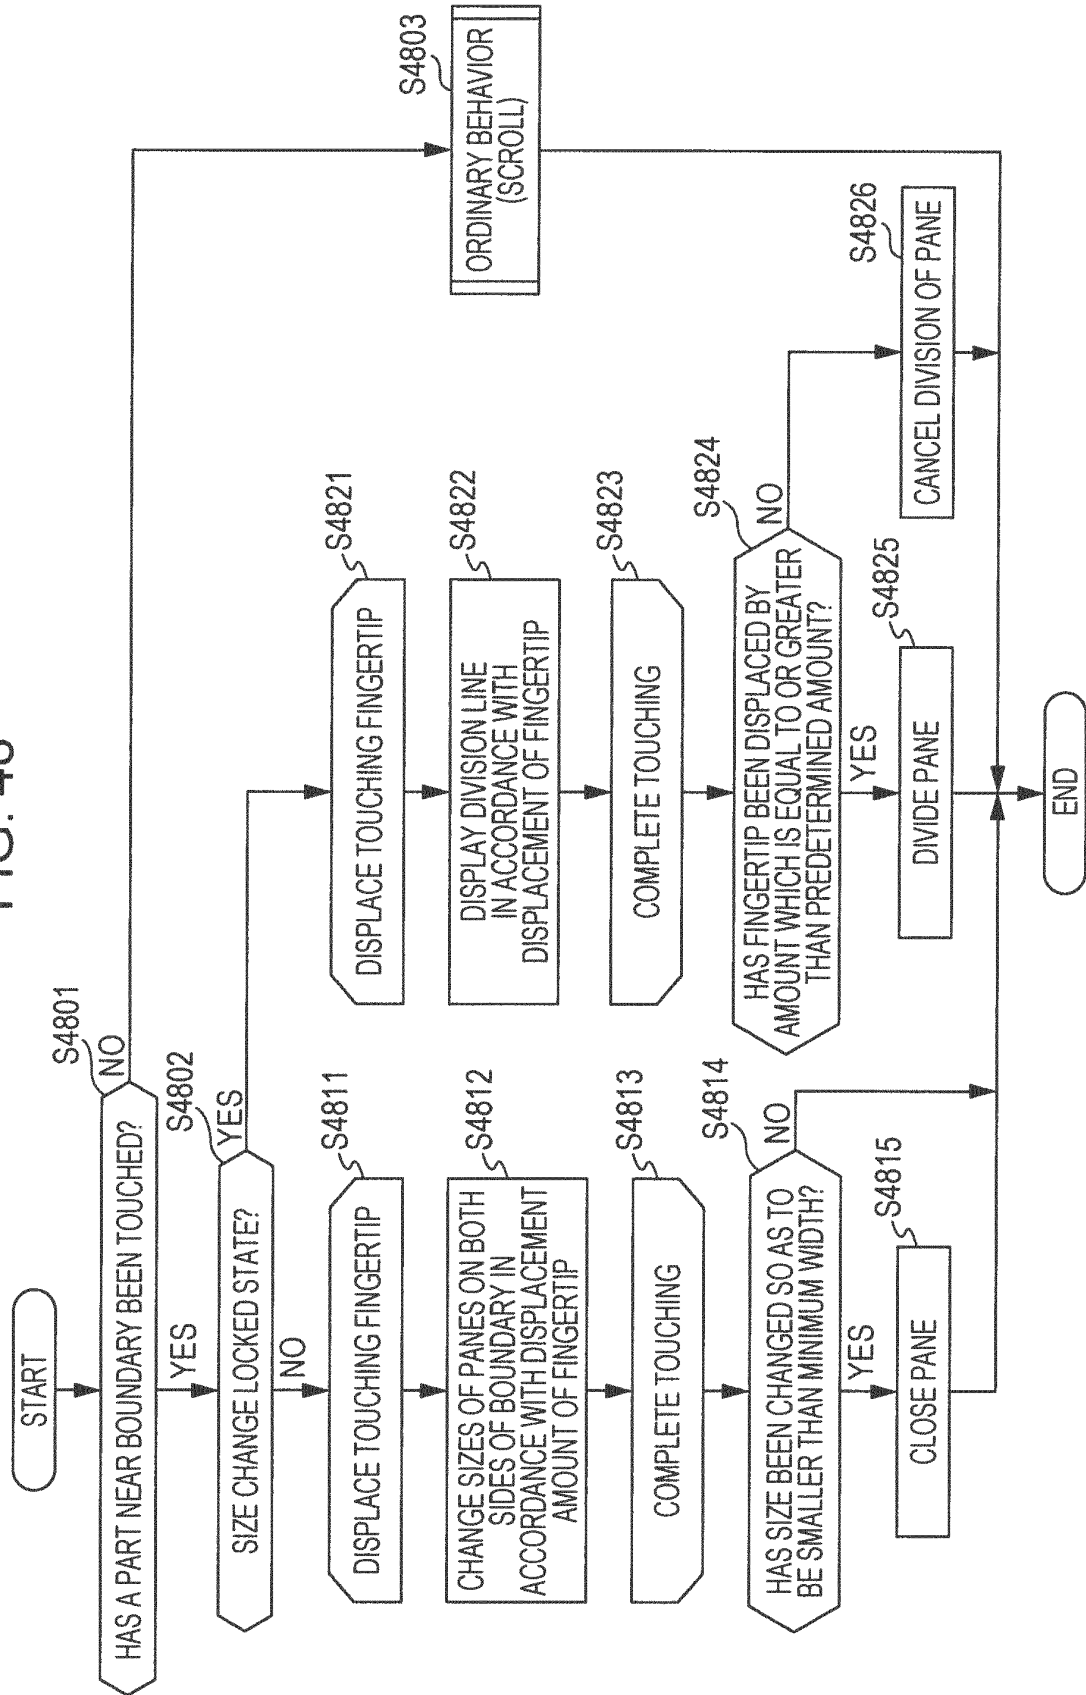 FIG. 48
START
S4801
HAS A PART NEAR BOUNDARY BEEN TOUCHED?
NO
YES
S4802
SIZE CHANGE LOCKED STATE?
YES
NO
S4803
ORDINARY BEHAVIOR
(SCROLL)
S4811
DISPLACE TOUCHING FINGERTIP
S4812
CHANGE SIZES OF PANES ON BOTH
SIDES OF BOUNDARY IN
ACCORDANCE WITH DISPLACEMENT
AMOUNT OF FINGERTIP
S4813
COMPLETE TOUCHING
S4814
HAS SIZE BEEN CHANGED SO AS TO
BE SMALLER THAN MINIMUM WIDTH?
NO
YES
S4815
CLOSE PANE
S4821
DISPLACE TOUCHING FINGERTIP
S4822
DISPLAY DIVISION LINE
IN ACCORDANCE WITH
DISPLACEMENT OF FINGERTIP
S4823
COMPLETE TOUCHING
S4824
HAS FINGERTIP BEEN DISPLACED BY
AMOUNT WHICH IS EQUAL TO OR GREATER
THAN PREDETERMINED AMOUNT?
NO
YES
S4825
DIVIDE PANE
S4826
CANCEL DIVISION OF PANE
END